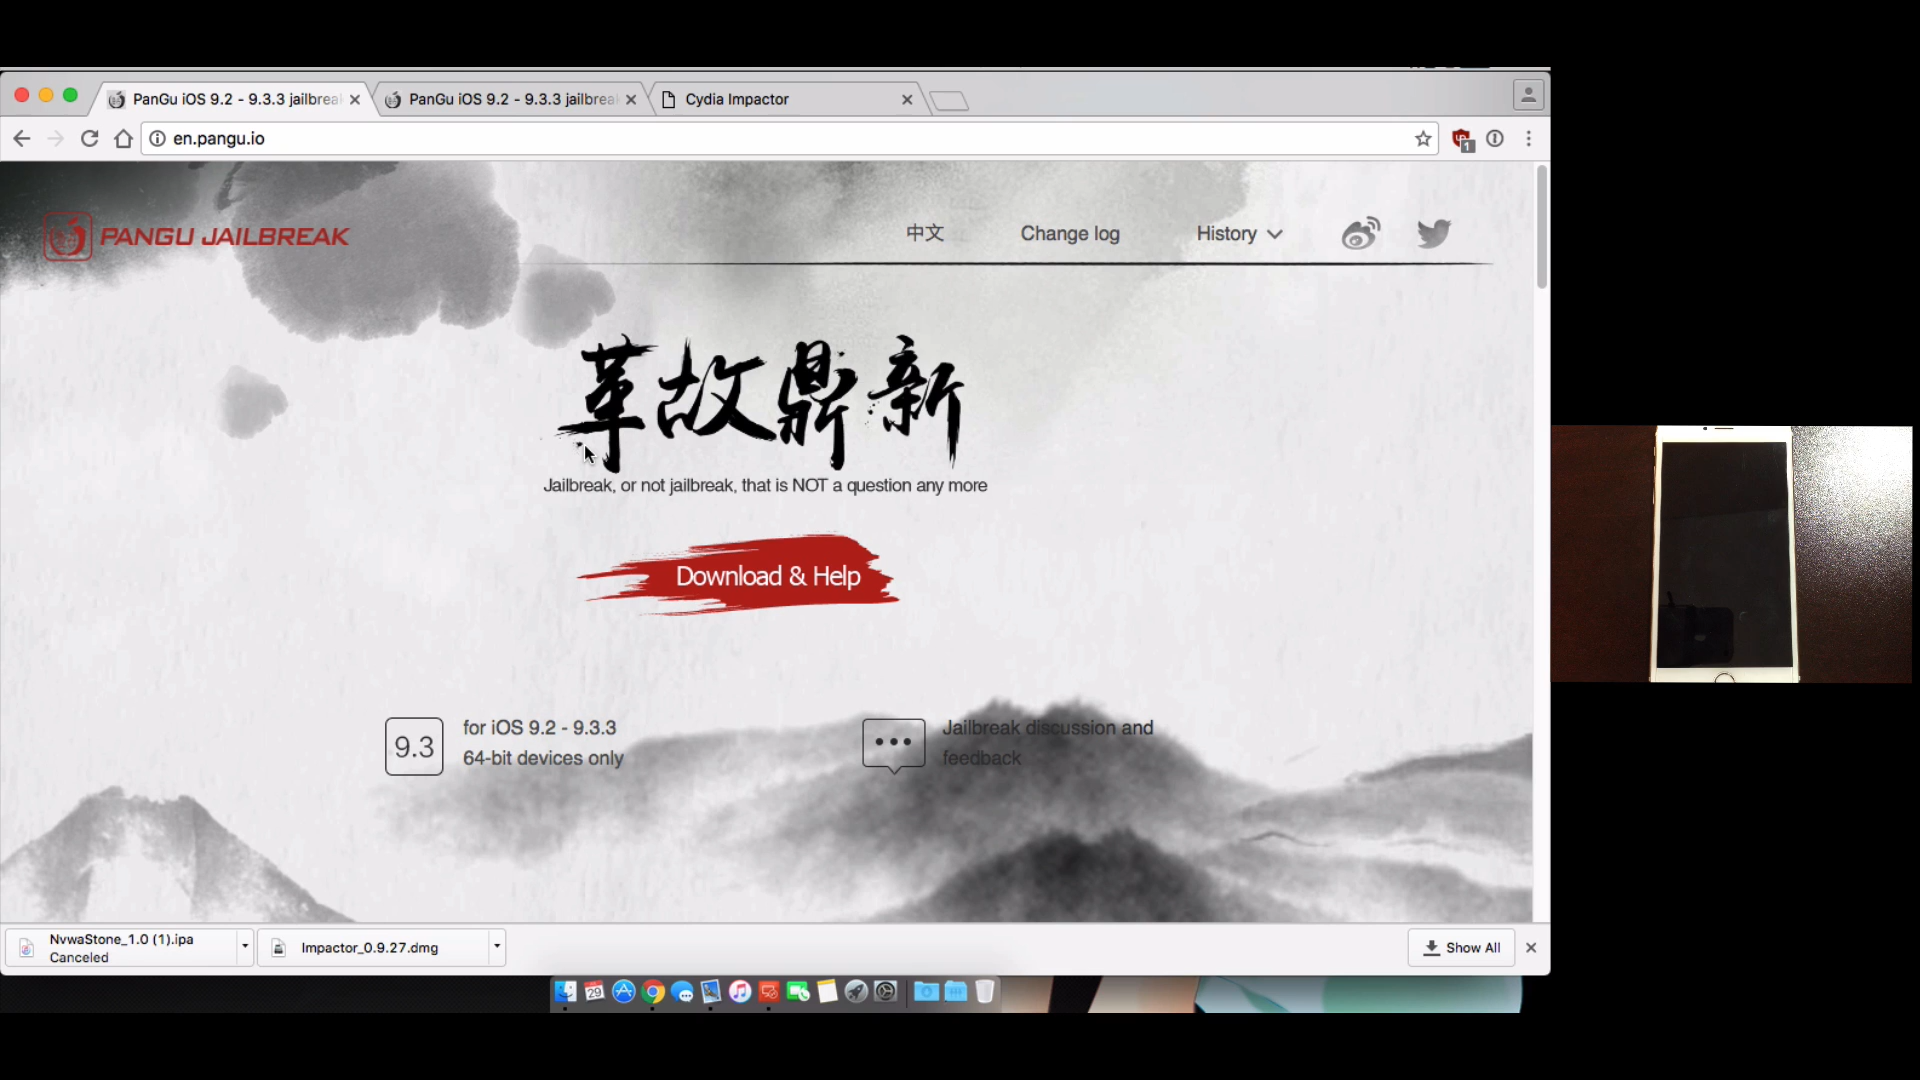 PanGu iOS 9.2 - 9.3.3 jailbrea
PanGu iOS 9.2 - 9.3.3 jailbrea
Cydia Impactor
en.pangu.io
1
PANGU JAILBREAK
中文
Change log
History
革故鼎新
Jailbreak, or not jailbreak, that is NOT a question any more
Download & Help
9.3
for iOS 9.2 - 9.3.3
64-bit devices only
Jailbreak discussion and
feedback
NvwaStone_1.0 (1).ipa
Canceled
Impactor_0.9.27.dmg
Show All
29